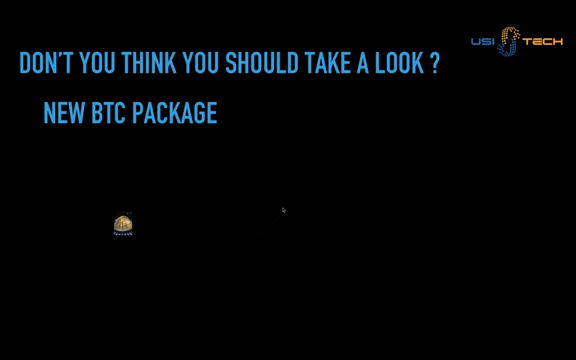 USI TECH
DON'T YOU THINK YOU SHOULD TAKE A LOOK ?
NEW BTC PACKAGE